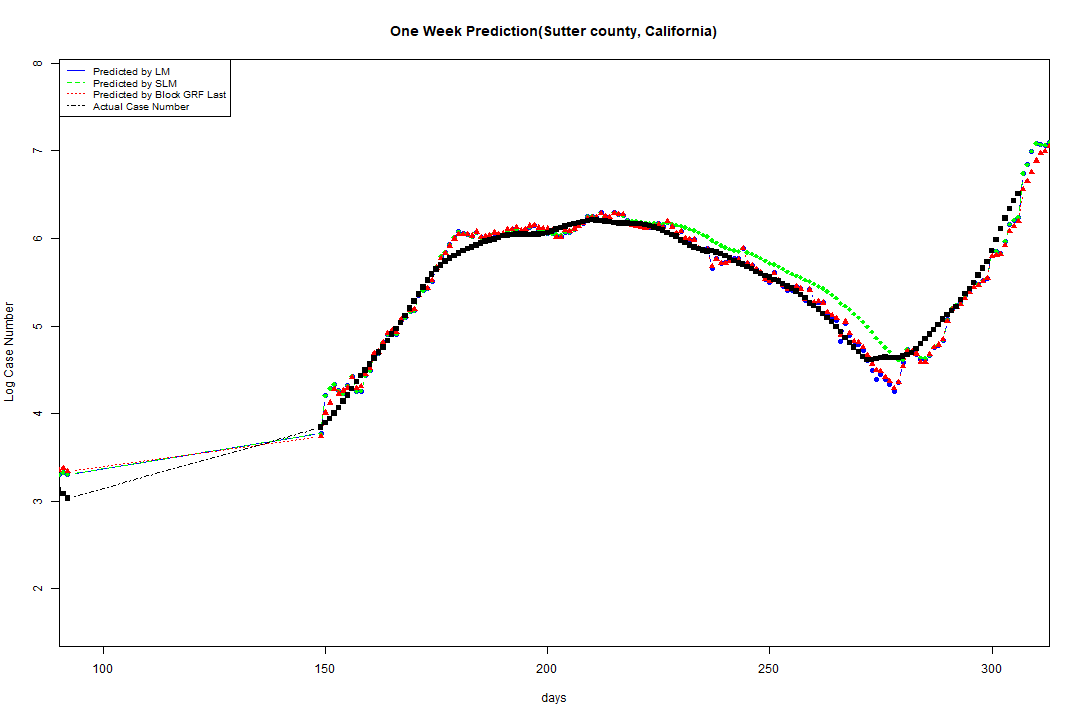 One Week Prediction(Sutter county, California)
Predicted by LM
Predicted by SLM
Predicted by Block GRF Last
Actual Case Number
8
7
6
5
4
3
2
Log Case Number
100 150 200 250 300
days